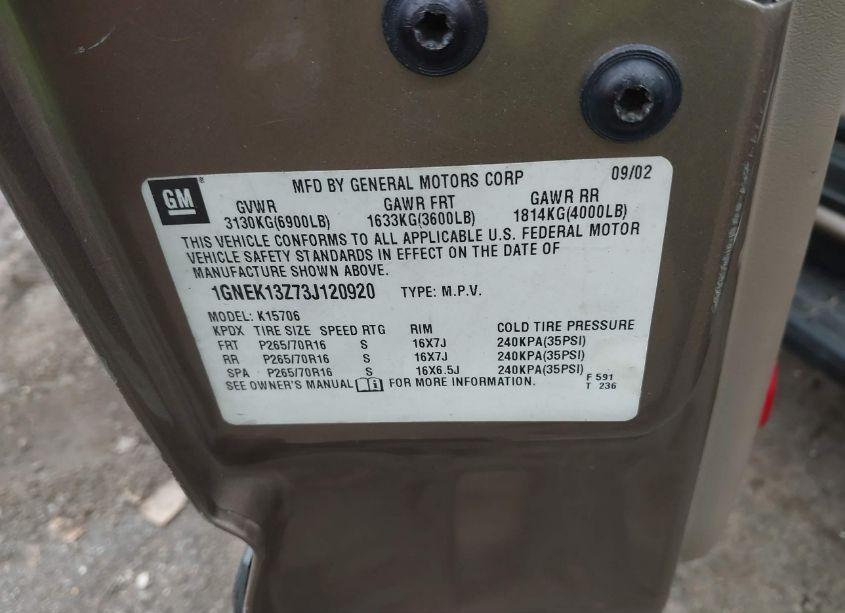 GM ®
MFD BY GENERAL MOTORS CORP 09/02
GVWR GAWR FRT GAWR RR
3130KG(6900LB) 1633KG(3600LB) 1814KG(4000LB)
THIS VEHICLE CONFORMS TO ALL APPLICABLE U.S. FEDERAL MOTOR
VEHICLE SAFETY STANDARDS IN EFFECT ON THE DATE OF
MANUFACTURE SHOWN ABOVE.
1GNEK13Z73J120920 TYPE: M.P.V.
MODEL: K15706
KPDX TIRE SIZE SPEED RTG RIM COLD TIRE PRESSURE
FRT P265/70R16 S 16X7J 240KPA(35PSI)
RR P265/70R16 S 16X7J 240KPA(35PSI)
SPA P265/70R16 S 16X6.5J 240KPA(35PSI)
SEE OWNER'S MANUAL FOR MORE INFORMATION.
F 591
T 236